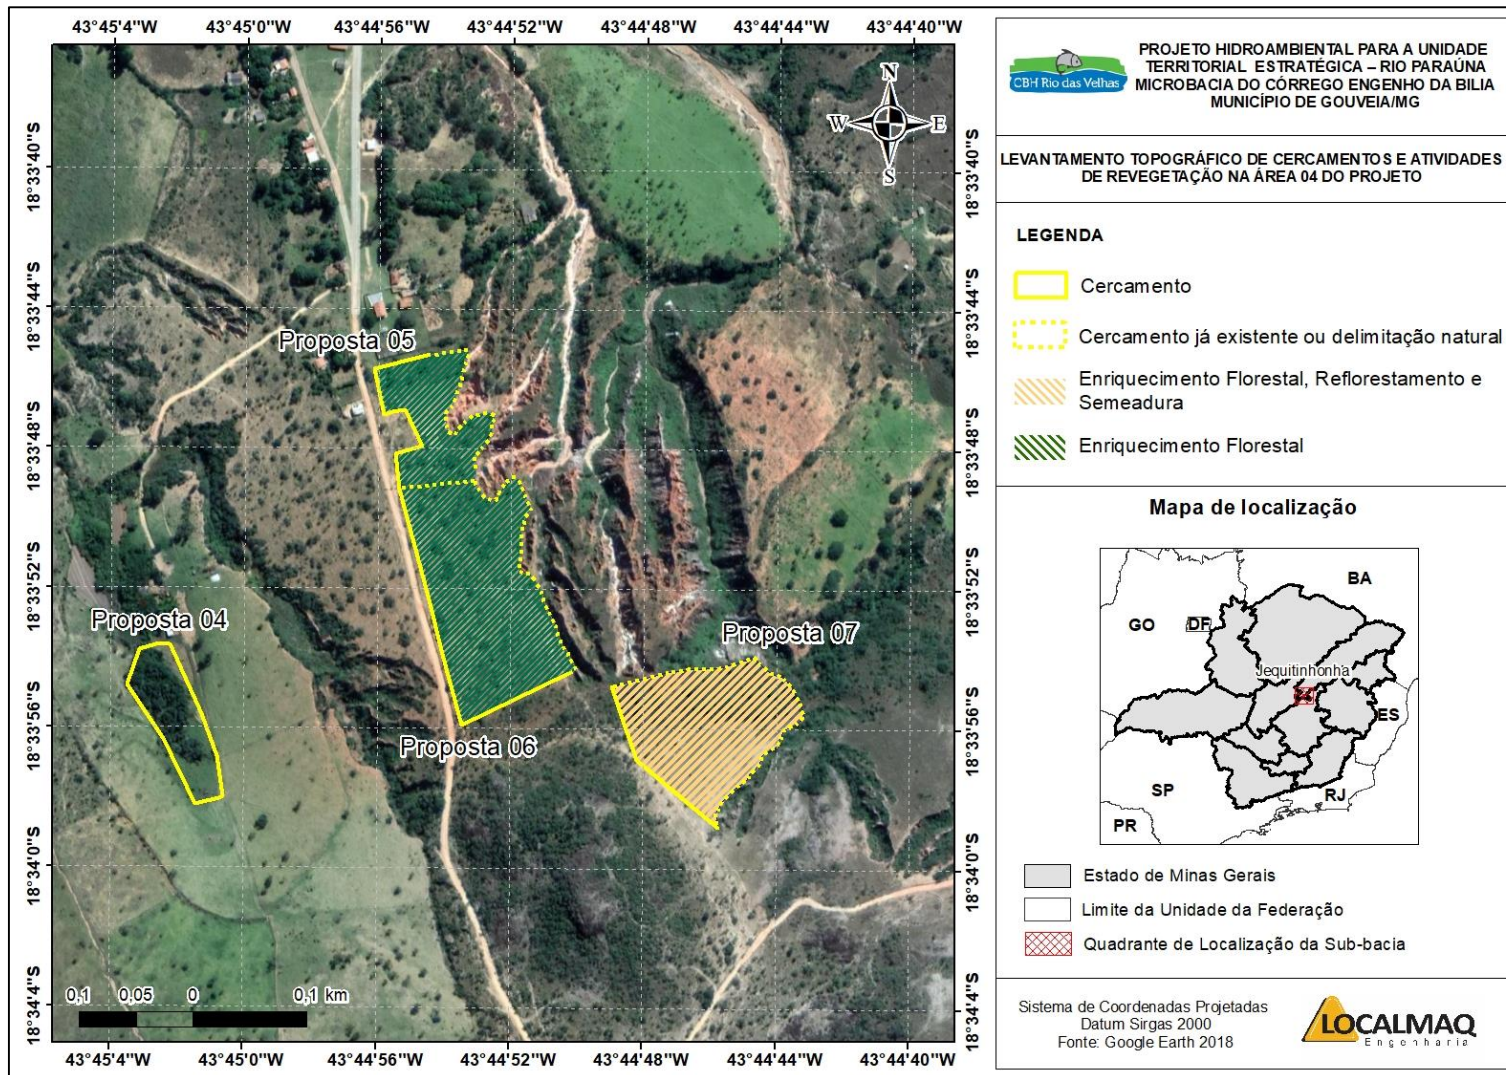 43°45'4"W 43°45'0"W 43°44'56"W 43°44'52"W 43°44'48"W 43°44'44"W 43°44'40"W
N
W E
S
18°33'40"S 18°33'40"S
18°33'44"S 18°33'44"S
Proposta 05
18°33'48"S 18°33'48"S
18°33'52"S 18°33'52"S
Proposta 04
Proposta 07
18°33'56"S 18°33'56"S
Proposta 06
18°34'0"S 18°34'0"S
18°34'4"S 18°34'4"S
0,1 0,05 0 0,1 km
43°45'4"W 43°45'0"W 43°44'56"W 43°44'52"W 43°44'48"W 43°44'44"W 43°44'40"W
CBH Rio das Velhas
PROJETO HIDROAMBIENTAL PARA A UNIDADE
TERRITORIAL ESTRATÉGICA – RIO PARAÚNA
MICROBACIA DO CÓRREGO ENGENHO DA BILIA
MUNICÍPIO DE GOUVEIA/MG
LEVANTAMENTO TOPOGRÁFICO DE CERCAMENTOS E ATIVIDADES
DE REVEGETAÇÃO NA ÁREA 04 DO PROJETO
LEGENDA
Cercamento
Cercamento já existente ou delimitação natural
Enriquecimento Florestal, Reflorestamento e
Semeadura
Enriquecimento Florestal
Mapa de localização
BA
GO DF
Jequitinhonha
ES
SP
RJ
PR
Estado de Minas Gerais
Limite da Unidade da Federação
Quadrante de Localização da Sub-bacia
Sistema de Coordenadas Projetadas
Datum Sirgas 2000
Fonte: Google Earth 2018
LOCALMAQ
Engenharia